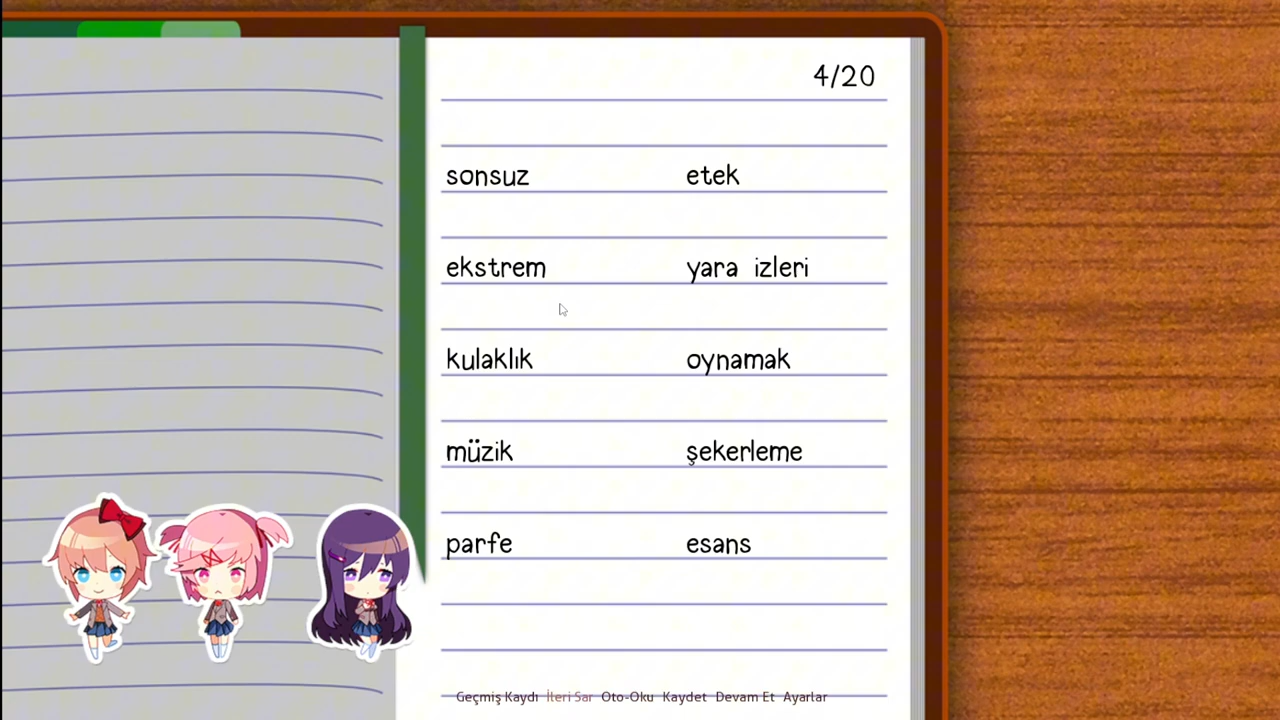 4/20
sonsuz etek
ekstrem yara izleri
kulaklık oynamak
müzik şekerleme
parfe esans
Geçmiş Kaydı İleri Sar Oto-Oku Kaydet Devam Et Ayarlar